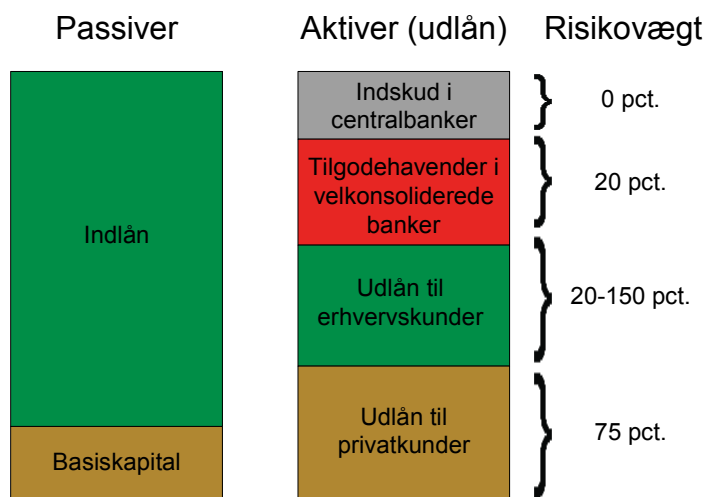 Passiver
Aktiver (udlån)
Risikovægt
Indlån
Basiskapital
Indskud i
centralbanker
0 pct.
Tilgodehavender i
velkonsoliderede
banker
20 pct.
Udlån til
erhvervskunder
20-150 pct.
Udlån til
privatkunder
75 pct.